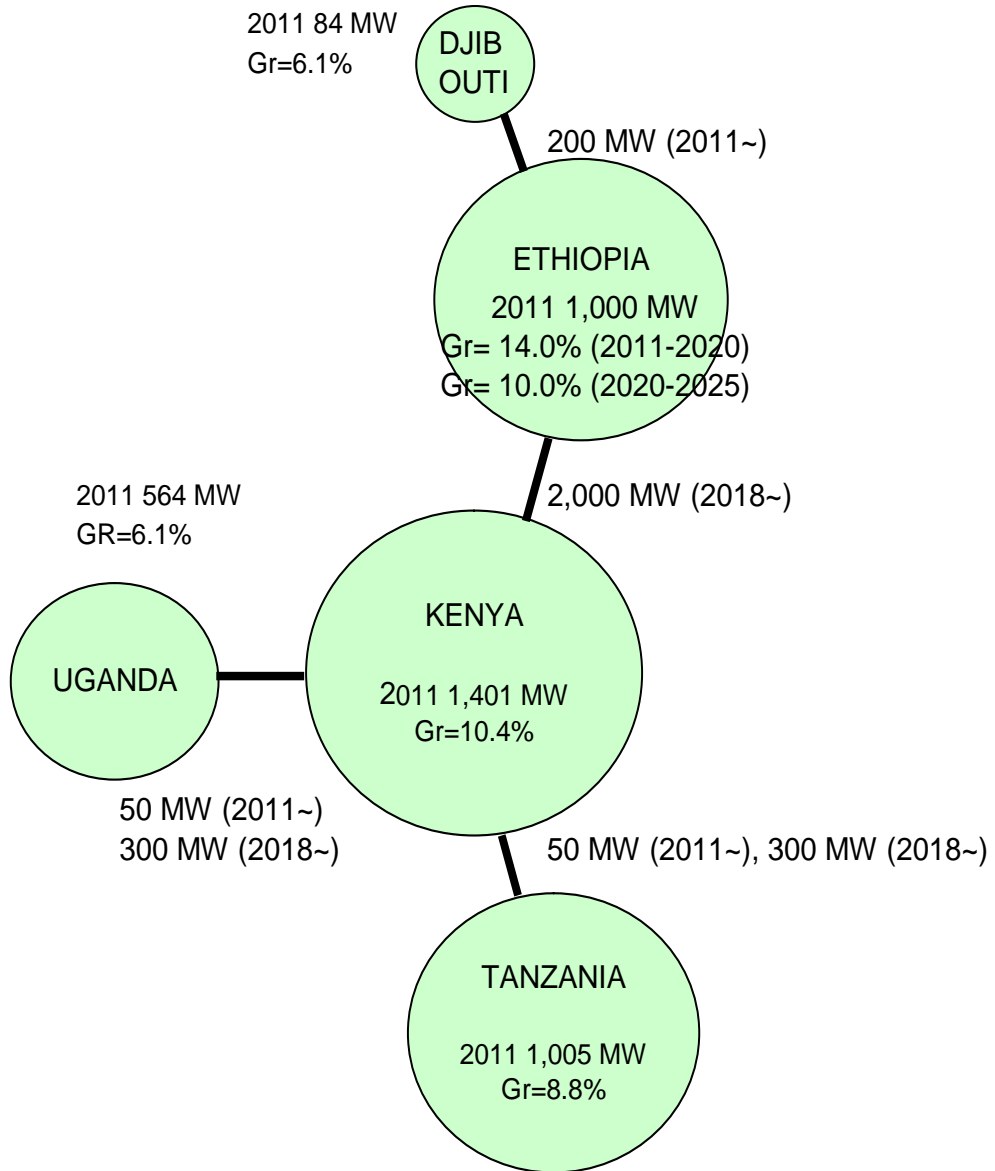 2011 84 MW
Gr=6.1%
DJIB
OUTI
200 MW (2011~)
ETHIOPIA
2011 1,000 MW
Gr= 14.0% (2011-2020)
Gr= 10.0% (2020-2025)
2,000 MW (2018~)
2011 564 MW
GR=6.1%
UGANDA
KENYA
2011 1,401 MW
Gr=10.4%
50 MW (2011~)
300 MW (2018~)
50 MW (2011~), 300 MW (2018~)
TANZANIA
2011 1,005 MW
Gr=8.8%